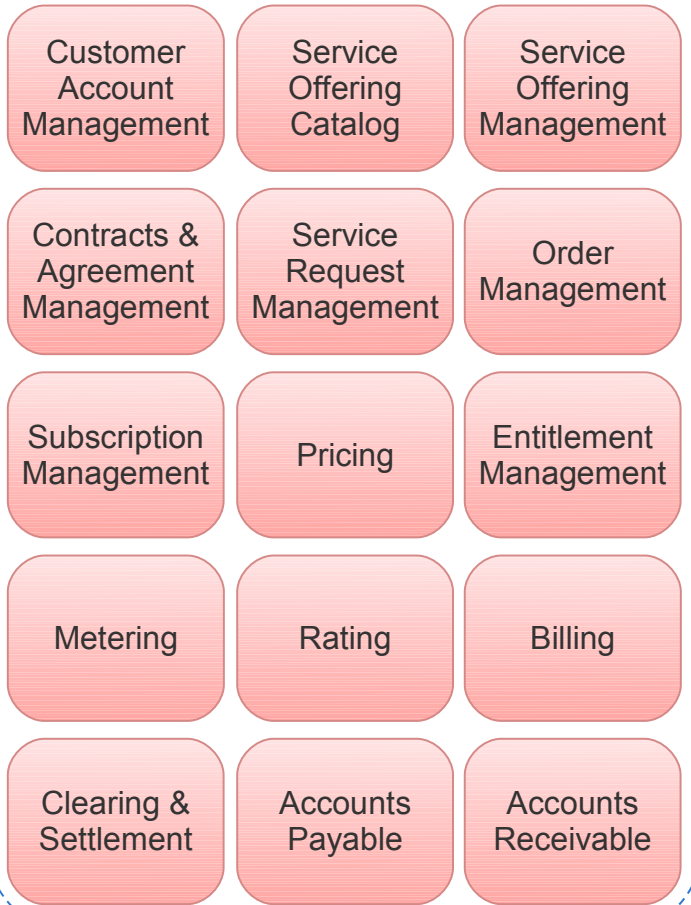 Customer
Account
Management
Service
Offering
Catalog
Service
Offering
Management
Contracts &
Agreement
Management
Service
Request
Management
Order
Management
Subscription
Management
Pricing
Entitlement
Management
Metering
Rating
Billing
Clearing &
Settlement
Accounts
Payable
Accounts
Receivable